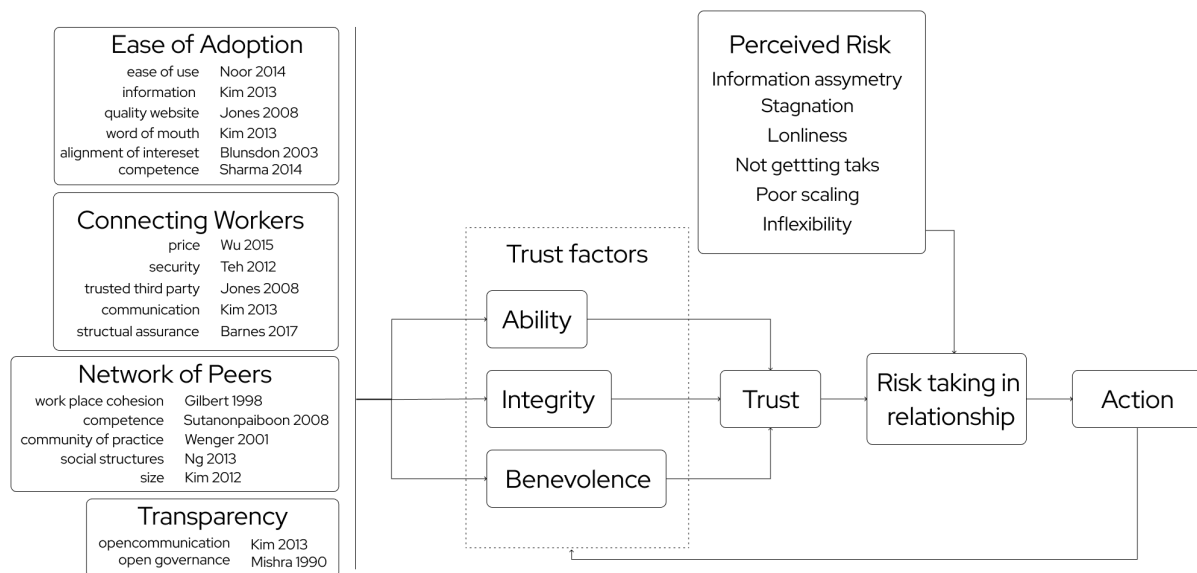 Ease of Adoption
ease of use Noor 2014
information Kim 2013
quality website Jones 2008
word of mouth Kim 2013
alignment of intereset Blunsdon 2003
competence Sharma 2014
Connecting Workers
price Wu 2015
security Teh 2012
trusted third party Jones 2008
communication Kim 2013
structual assurance Barnes 2017
Network of Peers
work place cohesion Gilbert 1998
competence Sutanonpaiboon 2008
community of practice Wenger 2001
social structures Ng 2013
size Kim 2012
Transparency
opencommunication Kim 2013
open governance Mishra 1990
Trust factors
Ability
Integrity
Benevolence
Trust
Perceived Risk
Information assymetry
Stagnation
Lonliness
Not gettting taks
Poor scaling
Inflexibility
Risk taking in
relationship
Action